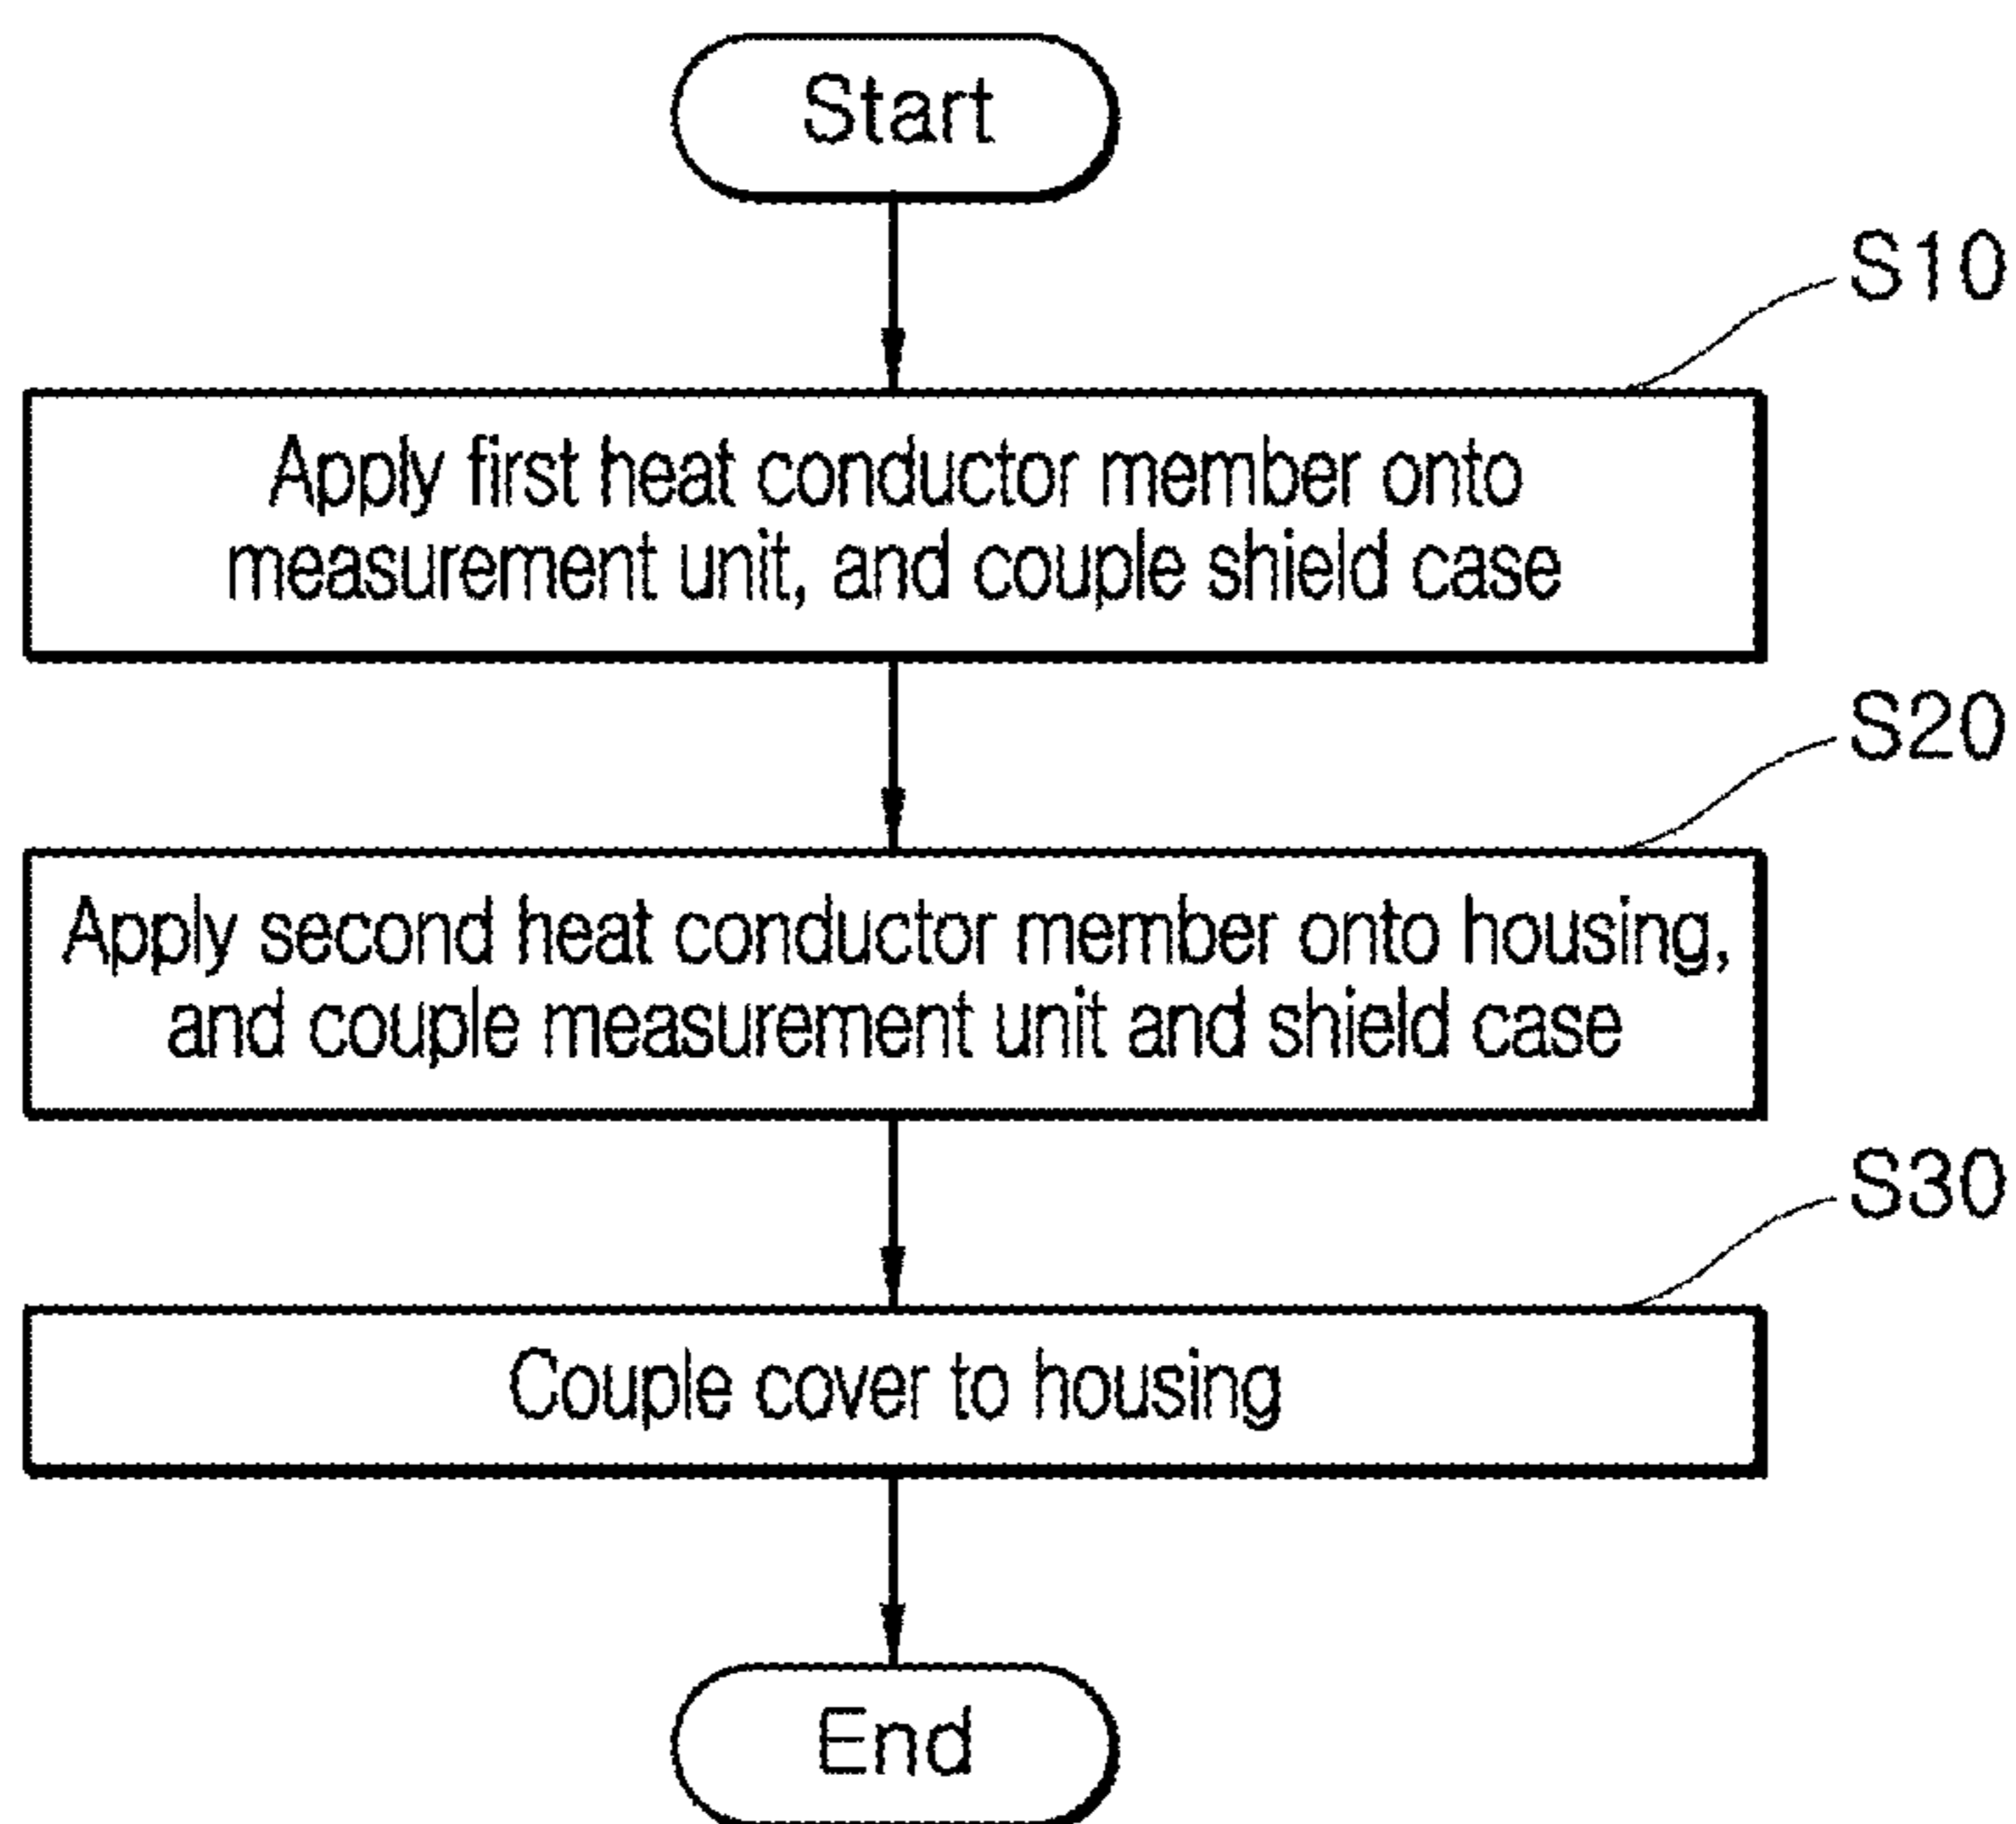 Start
S10
Apply first heat conductor member onto
measurement unit, and couple shield case
S20
Apply second heat conductor member onto housing,
and couple measurement unit and shield case
S30
Couple cover to housing
End